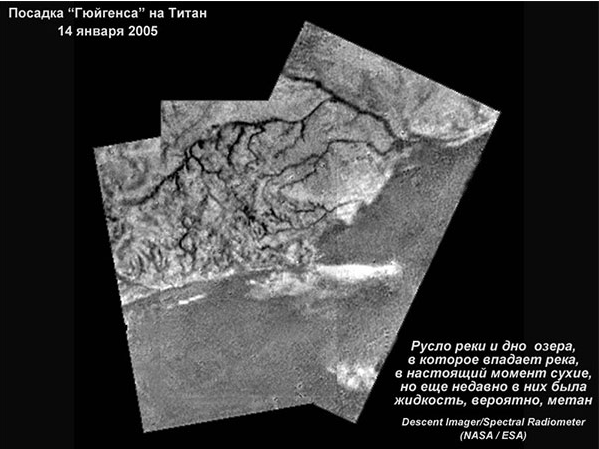 Посадка “Гюйгенса” на Титан
14 января 2005
Русло реки и дно озера,
в которое впадает река,
в настоящий момент сухие,
но еще недавно в них была
жидкость, вероятно, метан
Descent Imager/Spectral Radiometer
(NASA / ESA)